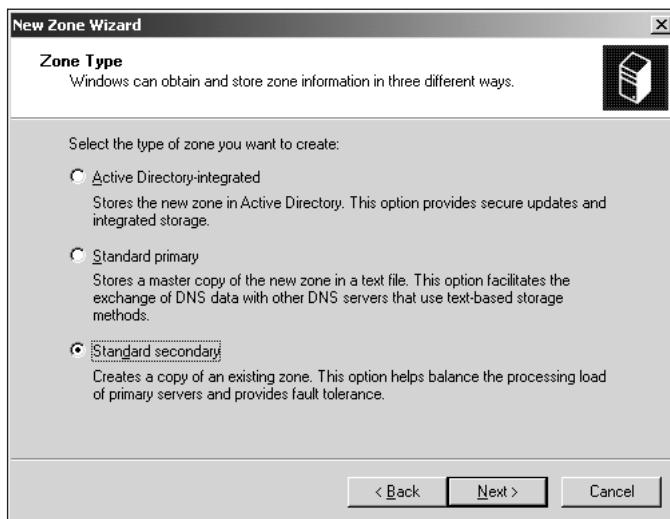 New Zone Wizard
Zone Type
Windows can obtain and store zone information in three different ways.
Select the type of zone you want to create:
Active Directory-integrated
Stores the new zone in Active Directory. This option provides secure updates and
integrated storage.
Standard primary
Stores a master copy of the new zone in a text file. This option facilitates the
exchange of DNS data with other DNS servers that use text-based storage
methods.
Standard secondary
Creates a copy of an existing zone. This option helps balance the processing load
of primary servers and provides fault tolerance.
< Back Next > Cancel